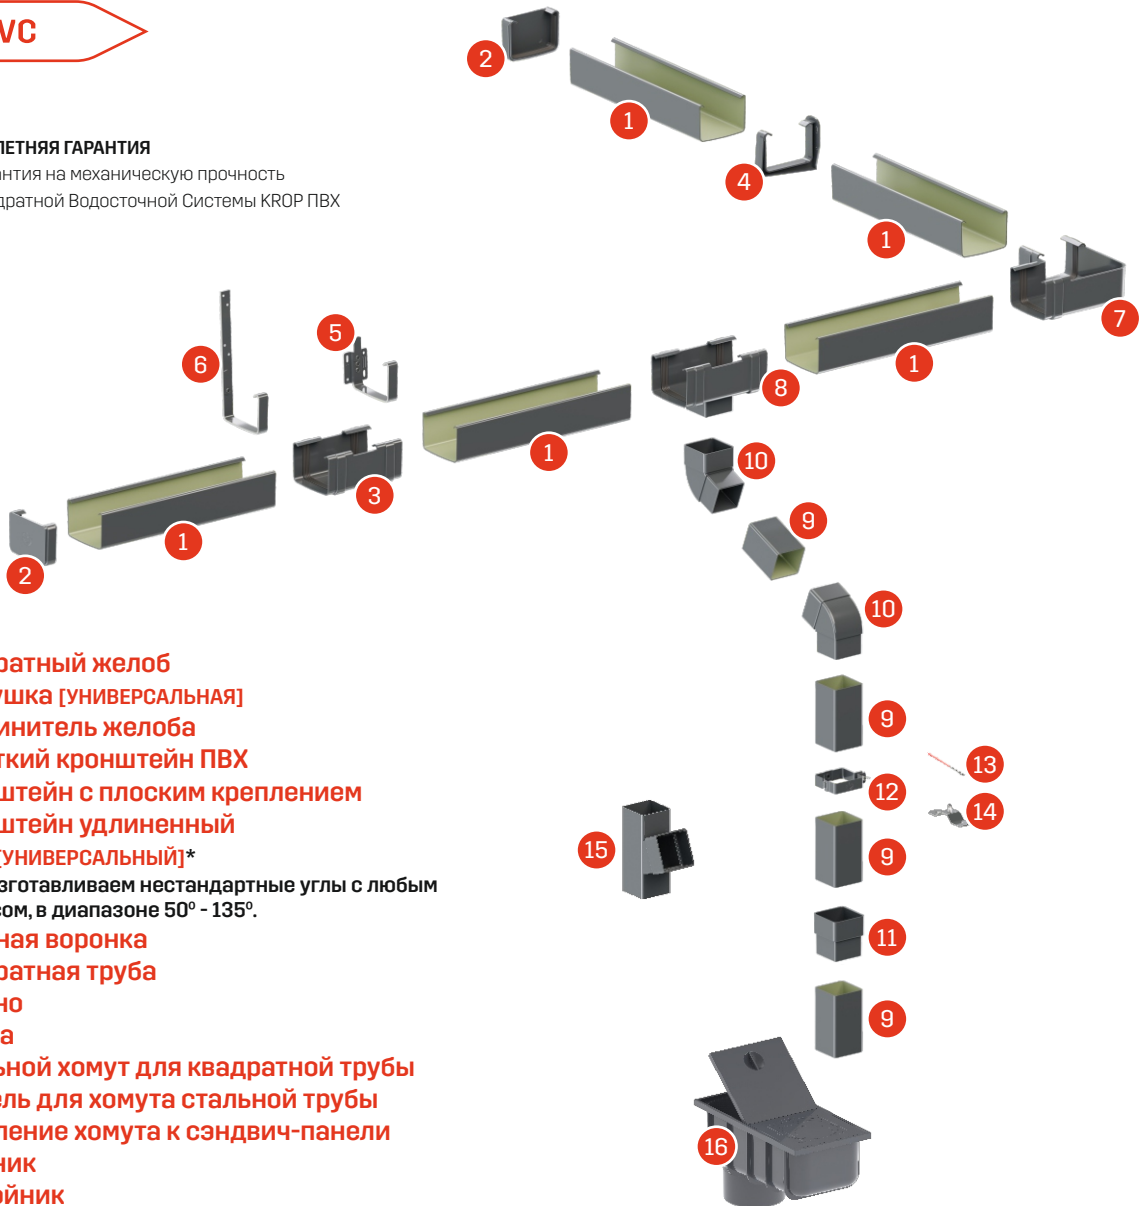 VC
ЛЕТНЯЯ ГАРАНТИЯ
антия на механическую прочность
дратной Водосточной Системы KROP ПВХ
2
1
4
1
7
5
6
1
8
1
3
10
1
9
2
10
9
13
12
14
15
9
11
9
16
ратный желоб
ушка [УНИВЕРСАЛЬНАЯ]
инитель желоба
ткий кронштейн ПВХ
штейн с плоским креплением
штейн удлиненный
[УНИВЕРСАЛЬНЫЙ]*
зготавливаем нестандартные углы с любым
сом, в диапазоне 50º - 135º.
ная воронка
ратная труба
но
а
ьной хомут для квадратной трубы
ель для хомута стальной трубы
ление хомута к сэндвич-панели
ник
ойник